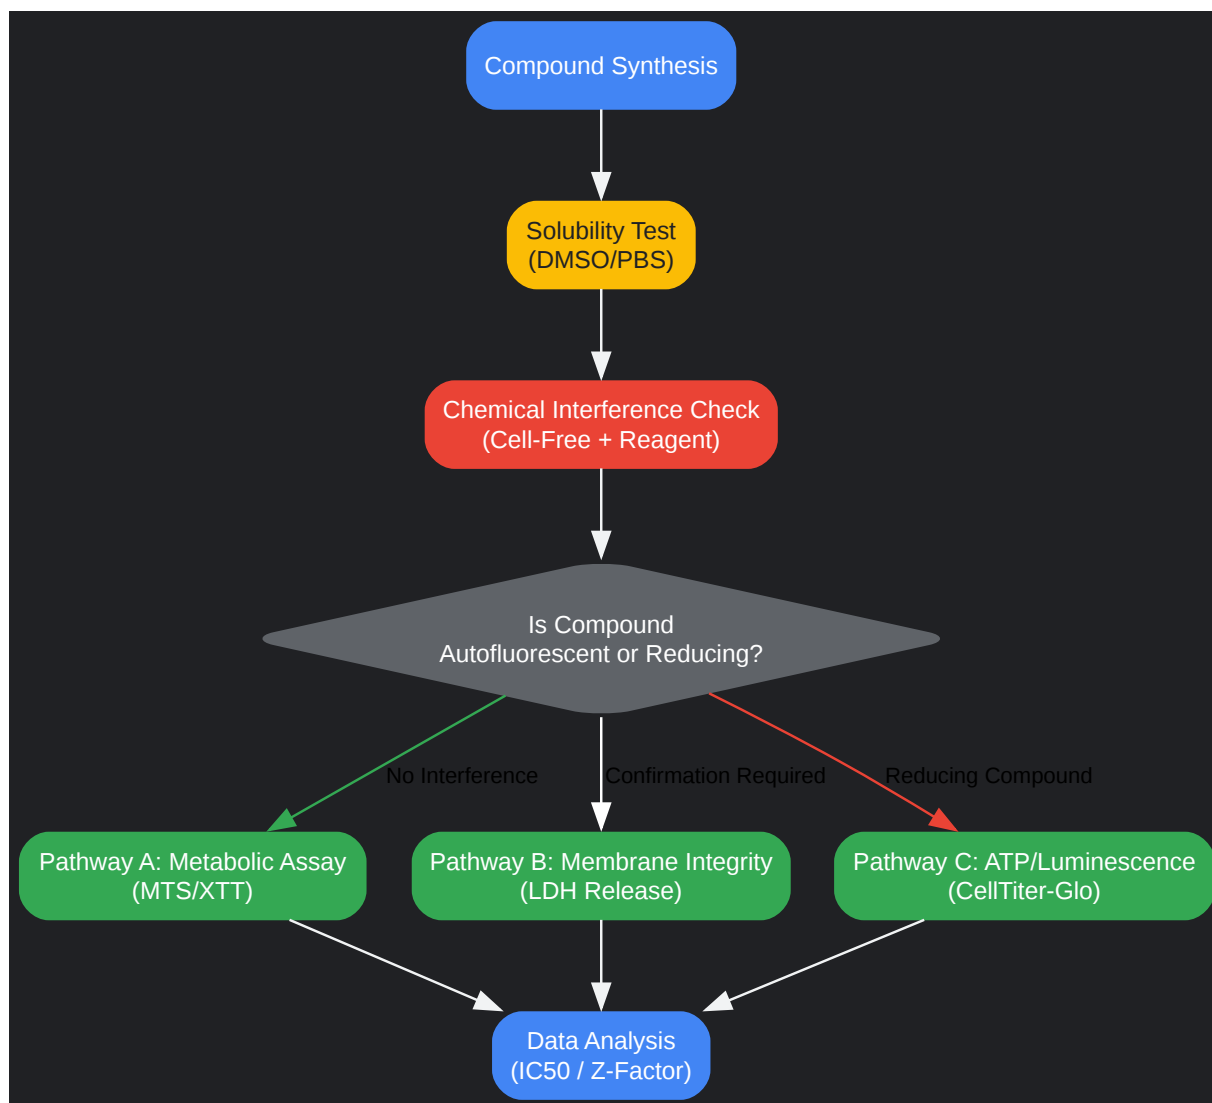 Compound Synthesis
Solubility Test
(DMSO/PBS)
Chemical Interference Check
(Cell-Free + Reagent)
Is Compound
Autofluorescent or Reducing?
No Interference
Confirmation Required
Reducing Compound
Pathway A: Metabolic Assay
(MTS/XTT)
Pathway B: Membrane Integrity
(LDH Release)
Pathway C: ATP/Luminescence
(CellTiter-Glo)
Data Analysis
(IC50 / Z-Factor)